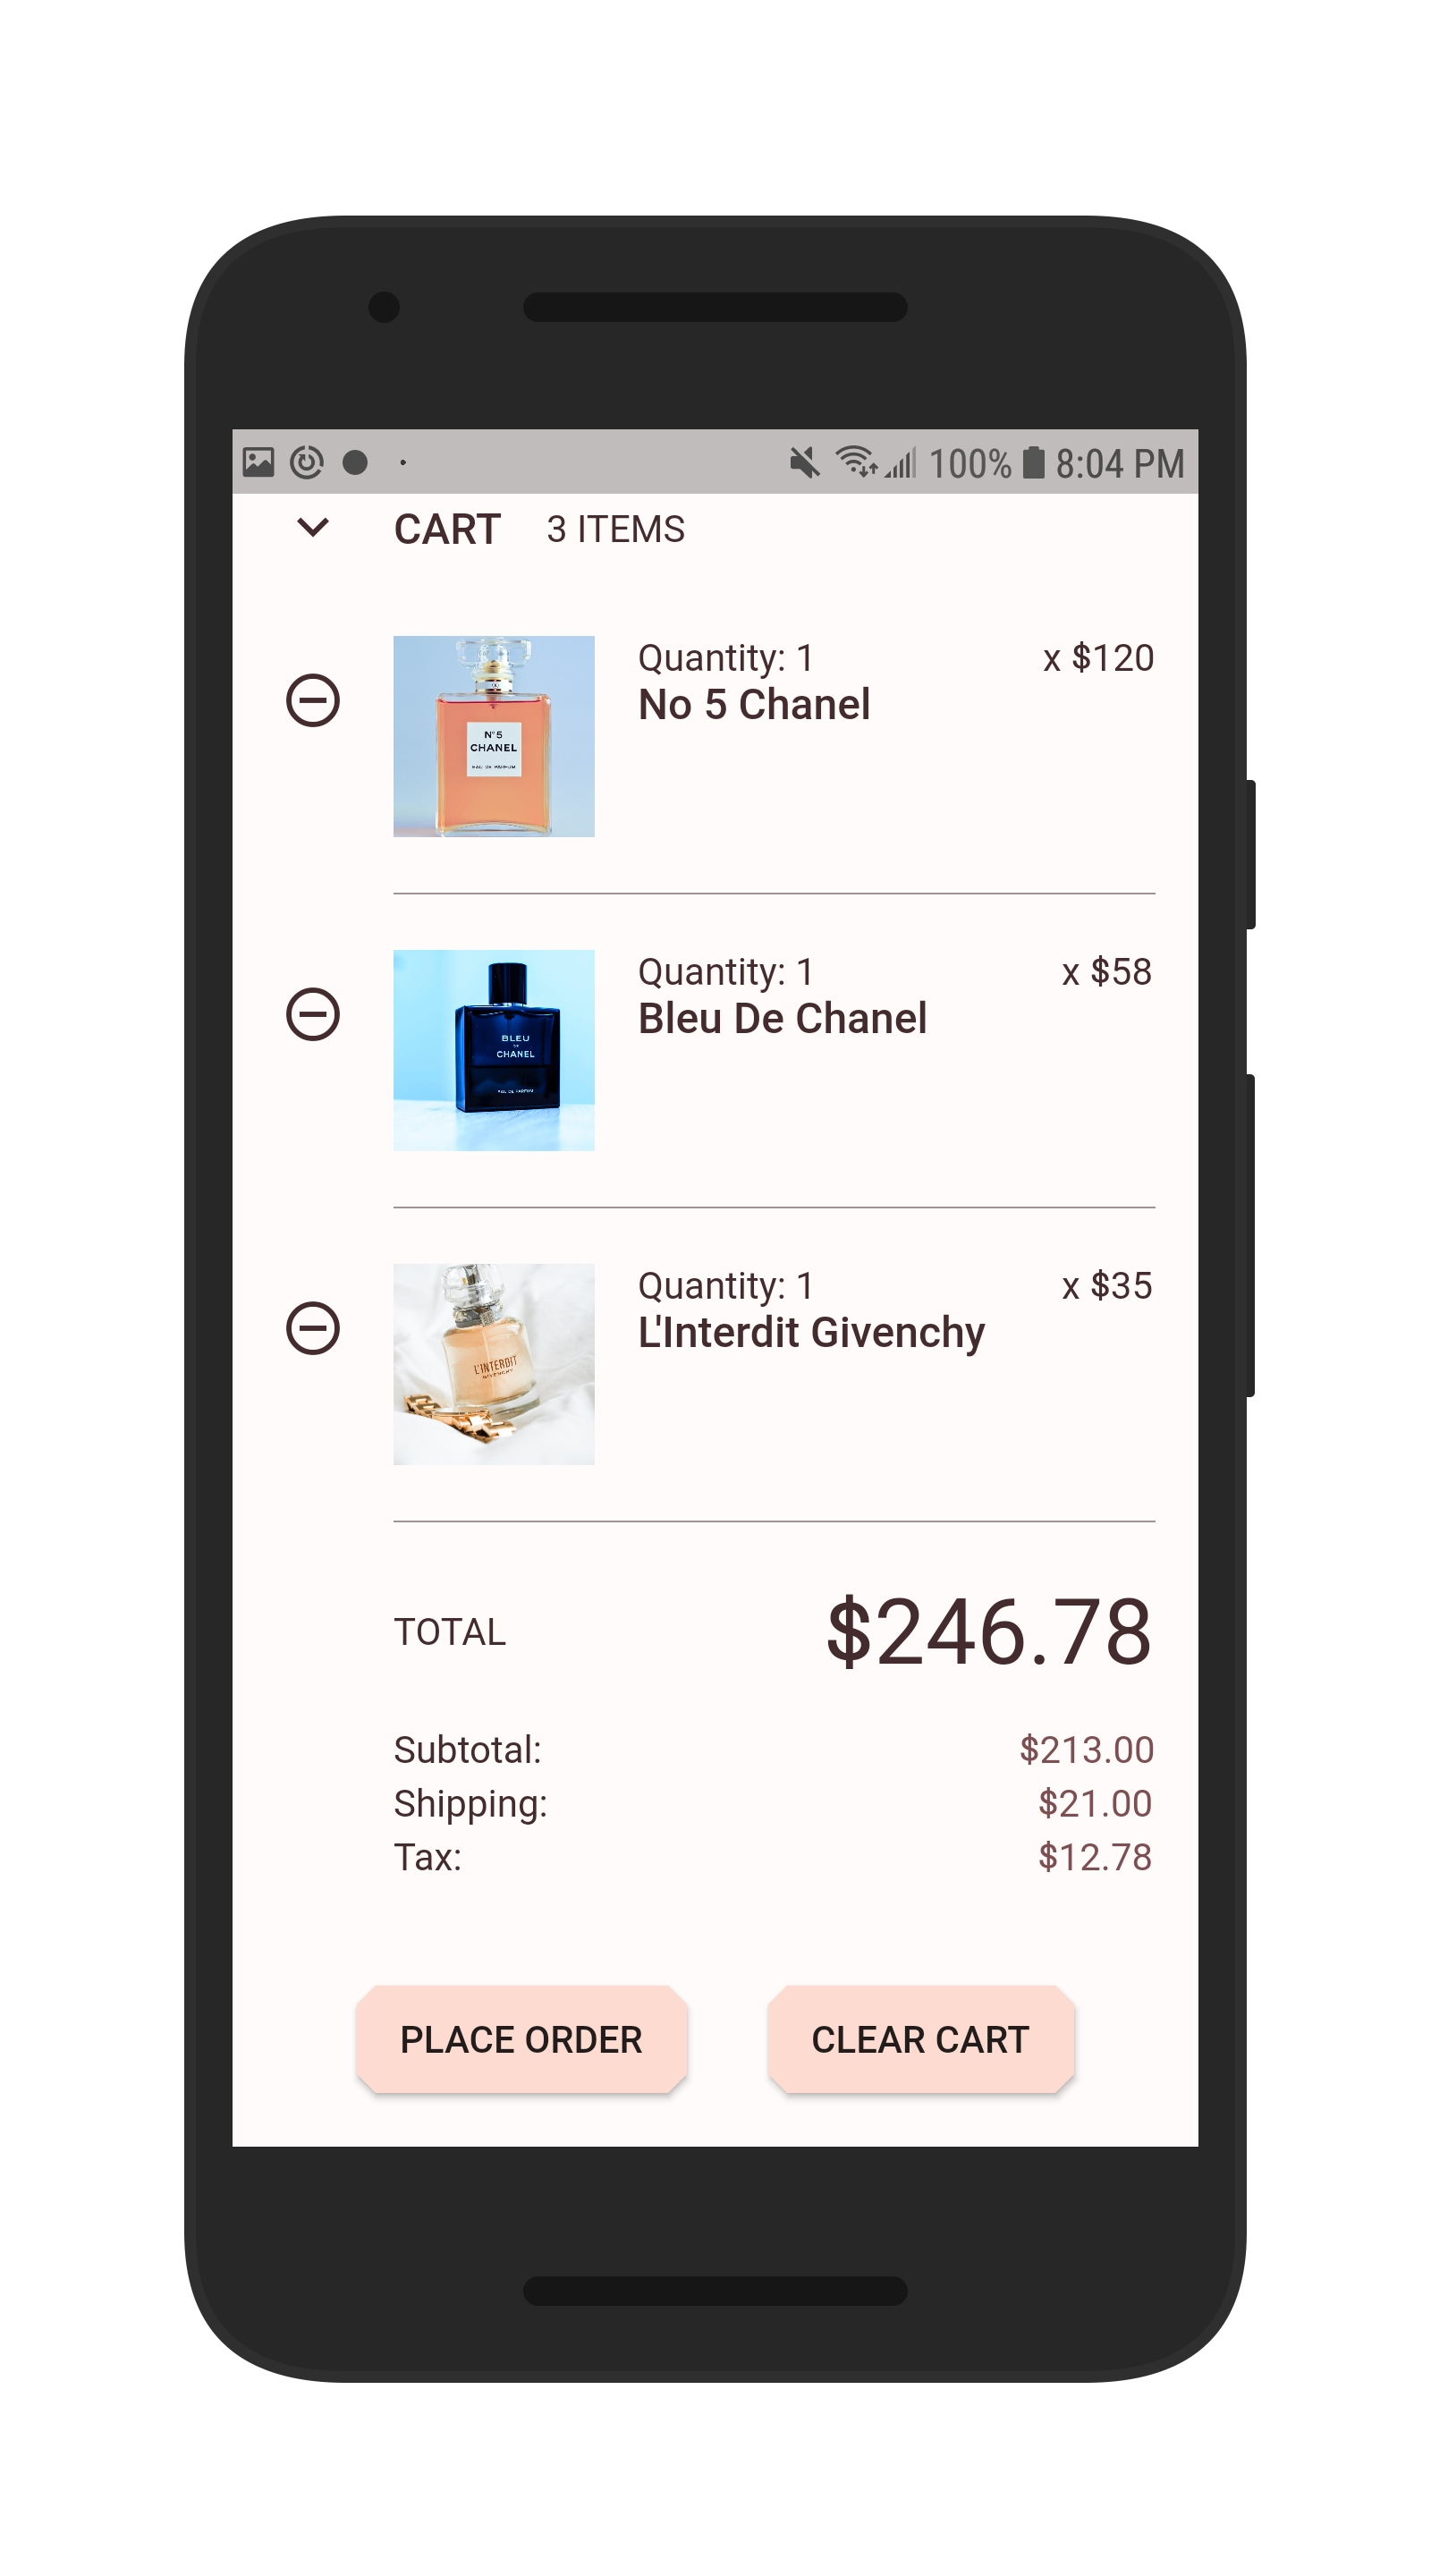 100% 8:04 PM
CART 3 ITEMS
Quantity: 1 x $120
No 5 Chanel
N°5
CHANEL
EAU DE PARFUM
Quantity: 1 x $58
Bleu De Chanel
BLEU
DE
CHANEL
EAU DE PARFUM
Quantity: 1 x $35
L'Interdit Givenchy
L'INTERDIT
GIVENCHY
TOTAL $246.78
Subtotal: $213.00
Shipping: $21.00
Tax: $12.78
PLACE ORDER CLEAR CART